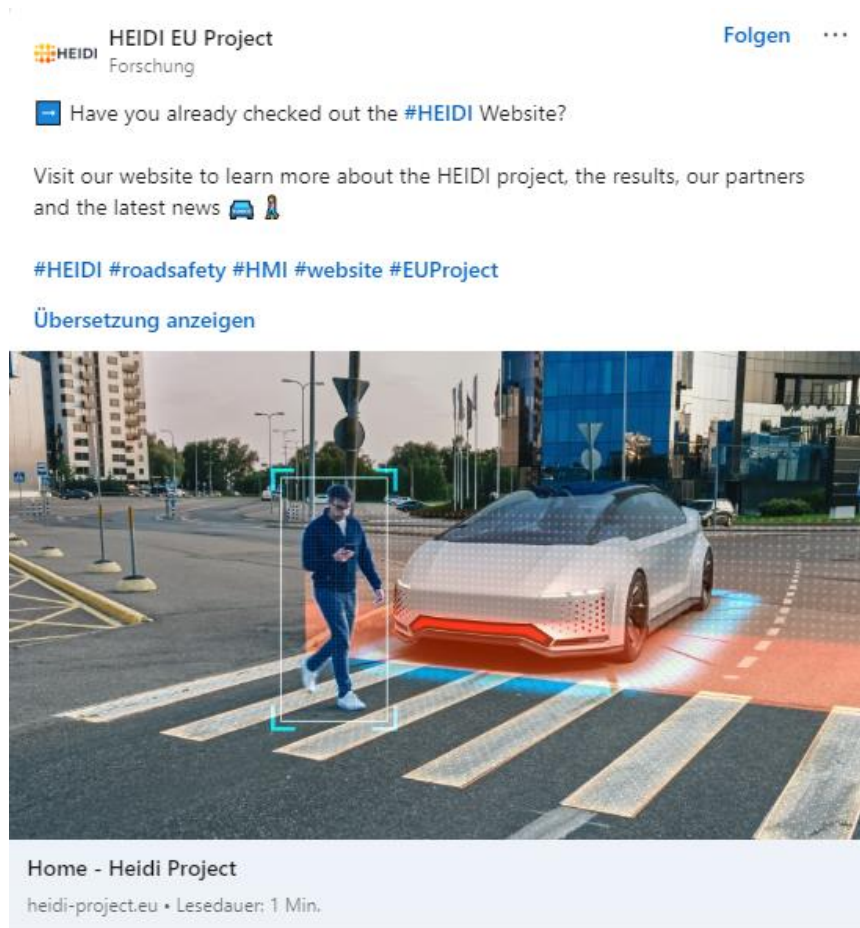 HEIDI
HEIDI EU Project
Folgen
Forschung
Have you already checked out the #HEIDI Website?
Visit our website to learn more about the HEIDI project, the results, our partners
and the latest news
#HEIDI #roadsafety #HMI #website #EUProject
Übersetzung anzeigen
Home - Heidi Project
heidi-project.eu • Lesedauer: 1 Min.